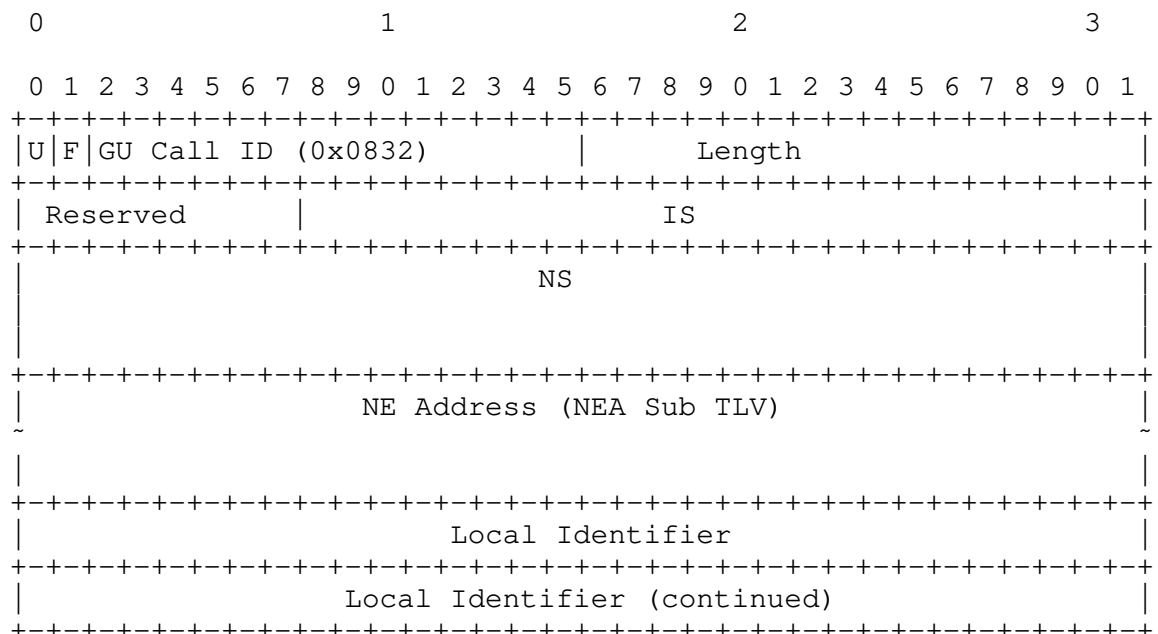 0                   1                   2                   3
0 1 2 3 4 5 6 7 8 9 0 1 2 3 4 5 6 7 8 9 0 1 2 3 4 5 6 7 8 9 0 1
+-+-+-+-+-+-+-+-+-+-+-+-+-+-+-+-+-+-+-+-+-+-+-+-+-+-+-+-+-+-+-+-+
|U|F|GU Call ID (0x0832)        |      Length                   |
+-+-+-+-+-+-+-+-+-+-+-+-+-+-+-+-+-+-+-+-+-+-+-+-+-+-+-+-+-+-+-+-+
| Reserved      |                    IS                         |
+-+-+-+-+-+-+-+-+-+-+-+-+-+-+-+-+-+-+-+-+-+-+-+-+-+-+-+-+-+-+-+-+
|                             NS                                |
|                                                               |
|                                                               |
+-+-+-+-+-+-+-+-+-+-+-+-+-+-+-+-+-+-+-+-+-+-+-+-+-+-+-+-+-+-+-+-+
|                   NE Address (NEA Sub TLV)                    |
~                                                               ~
|                                                               |
+-+-+-+-+-+-+-+-+-+-+-+-+-+-+-+-+-+-+-+-+-+-+-+-+-+-+-+-+-+-+-+-+
|                        Local Identifier                       |
+-+-+-+-+-+-+-+-+-+-+-+-+-+-+-+-+-+-+-+-+-+-+-+-+-+-+-+-+-+-+-+-+
|                  Local Identifier (continued)                 |
+-+-+-+-+-+-+-+-+-+-+-+-+-+-+-+-+-+-+-+-+-+-+-+-+-+-+-+-+-+-+-+-+